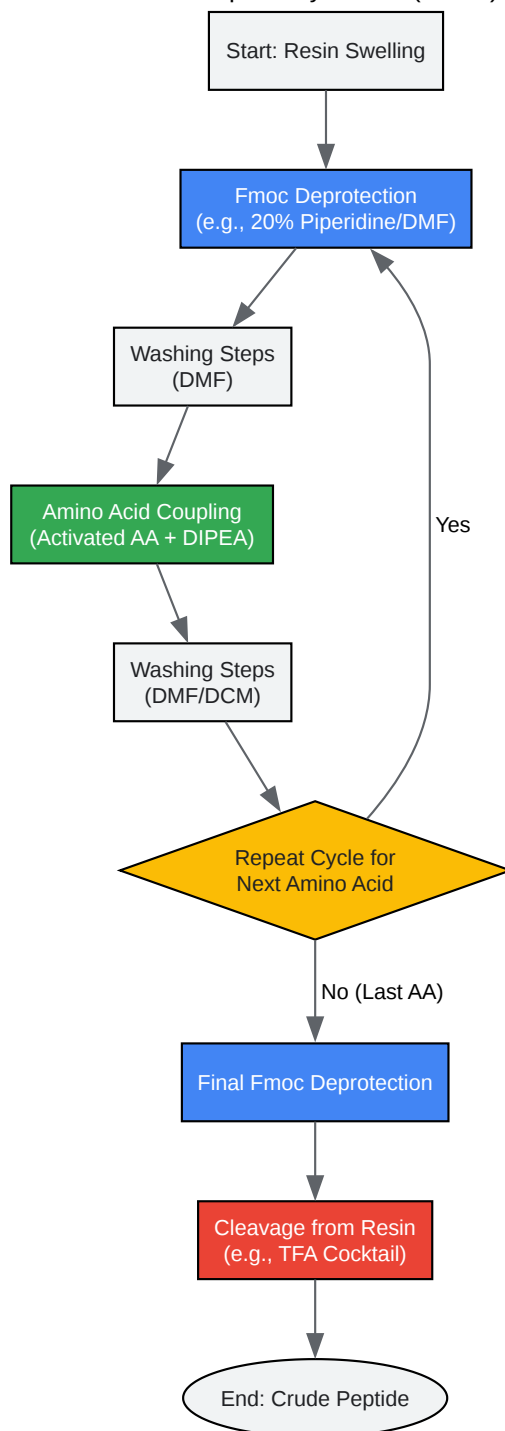 Start: Resin Swelling
Fmoc Deprotection
(e.g., 20% Piperidine/DMF)
Washing Steps
(DMF)
Amino Acid Coupling
(Activated AA + DIPEA)
Yes
Washing Steps
(DMF/DCM)
Repeat Cycle for
Next Amino Acid
No (Last AA)
Final Fmoc Deprotection
Cleavage from Resin
(e.g., TFA Cocktail)
End: Crude Peptide